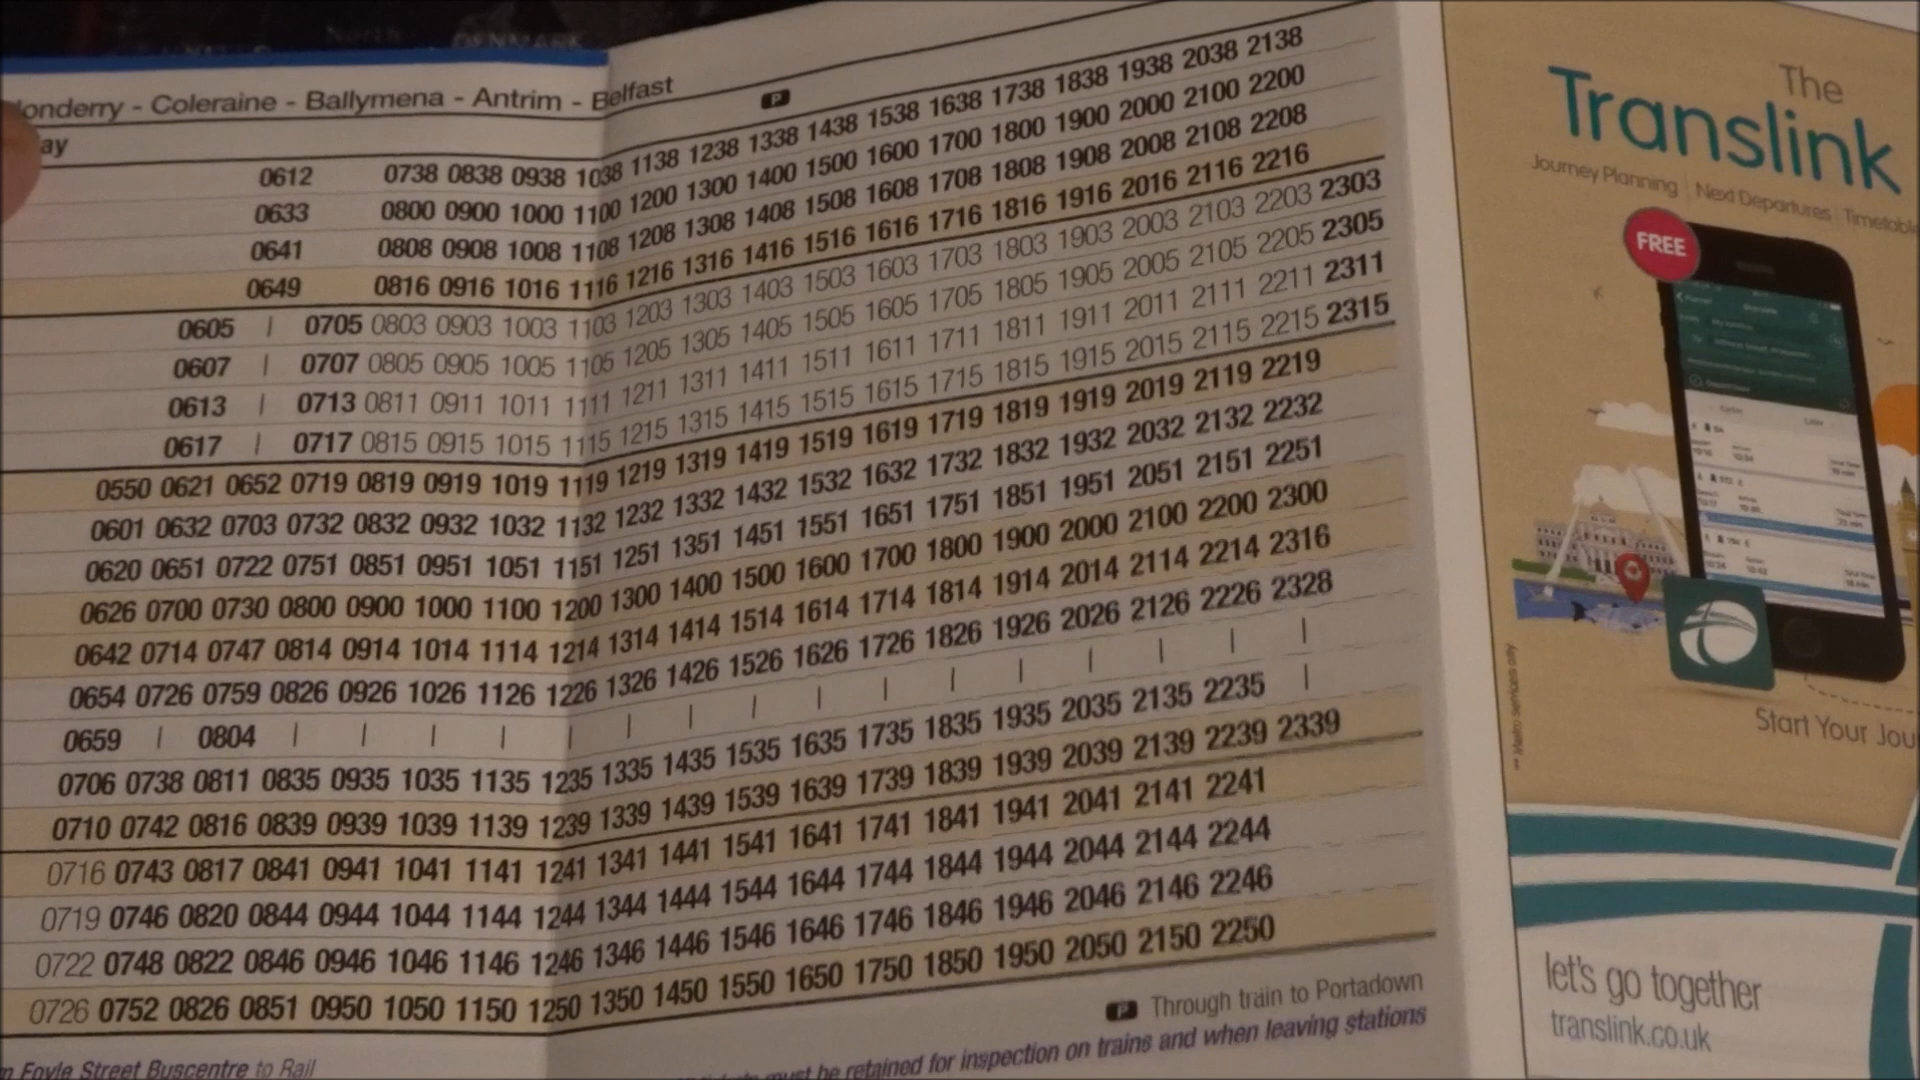 onderry - Coleraine - Ballymena - Antrim - Belfast
ay
P
0612 0738 0838 0938 1038 1138 1238 1338 1438 1538 1638 1738 1838 1938 2038 2138
0633 0800 0900 1000 1100 1200 1300 1400 1500 1600 1700 1800 1900 2000 2100 2200
0641 0808 0908 1008 1108 1208 1308 1408 1508 1608 1708 1808 1908 2008 2108 2208
0649 0816 0916 1016 1116 1216 1316 1416 1516 1616 1716 1816 1916 2016 2116 2216
0605 | 0705 0803 0903 1003 1103 1203 1303 1403 1503 1603 1703 1803 1903 2003 2103 2203 2303
0607 | 0707 0805 0905 1005 1105 1205 1305 1405 1505 1605 1705 1805 1905 2005 2105 2205 2305
0613 | 0713 0811 0911 1011 1111 1211 1311 1411 1511 1611 1711 1811 1911 2011 2111 2211 2311
0617 | 0717 0815 0915 1015 1115 1215 1315 1415 1515 1615 1715 1815 1915 2015 2115 2215 2315
0550 0621 0652 0719 0819 0919 1019 1119 1219 1319 1419 1519 1619 1719 1819 1919 2019 2119 2219
0601 0632 0703 0732 0832 0932 1032 1132 1232 1332 1432 1532 1632 1732 1832 1932 2032 2132 2232
0620 0651 0722 0751 0851 0951 1051 1151 1251 1351 1451 1551 1651 1751 1851 1951 2051 2151 2251
0626 0700 0730 0800 0900 1000 1100 1200 1300 1400 1500 1600 1700 1800 1900 2000 2100 2200 2300
0642 0714 0747 0814 0914 1014 1114 1214 1314 1414 1514 1614 1714 1814 1914 2014 2114 2214 2316
0654 0726 0759 0826 0926 1026 1126 1226 1326 1426 1526 1626 1726 1826 1926 2026 2126 2226 2328
0659 | 0804 | | | | | | | | | | | | | | | |
0706 0738 0811 0835 0935 1035 1135 1235 1335 1435 1535 1635 1735 1835 1935 2035 2135 2235 |
0710 0742 0816 0839 0939 1039 1139 1239 1339 1439 1539 1639 1739 1839 1939 2039 2139 2239 2339
0716 0743 0817 0841 0941 1041 1141 1241 1341 1441 1541 1641 1741 1841 1941 2041 2141 2241
0719 0746 0820 0844 0944 1044 1144 1244 1344 1444 1544 1644 1744 1844 1944 2044 2144 2244
0722 0748 0822 0846 0946 1046 1146 1246 1346 1446 1546 1646 1746 1846 1946 2046 2146 2246
0726 0752 0826 0851 0950 1050 1150 1250 1350 1450 1550 1650 1750 1850 1950 2050 2150 2250
P Through train to Portadown
must be retained for inspection on trains and when leaving stations
m Foyle Street Buscentre to Rail
The
Translink
Journey Planning | Next Departures | Timetabl
FREE
Start Your Jou
Metro services only
let's go together
translink.co.uk